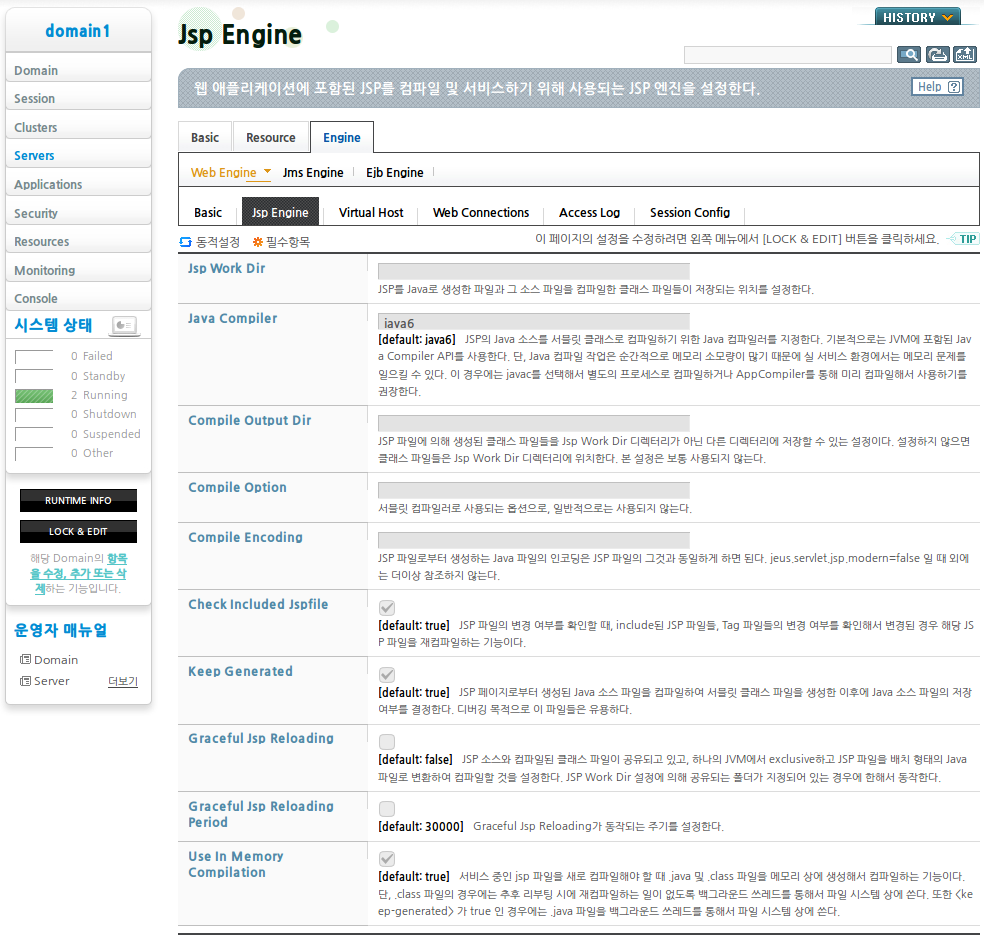 domain1
Domain
Session
Clusters
Servers
Applications
Security
Resources
Monitoring
Console
시스템 상태
0 Failed
0 Standby
2 Running
0 Shutdown
0 Suspended
0 Other
RUNTIME INFO
LOCK & EDIT
해당 Domain의 항목
을 수정, 추가 또는 삭
제하는 기능입니다.
운영자 매뉴얼
Domain
Server 더보기
Jsp Engine
HISTORY
XML
웹 애플리케이션에 포함된 JSP를 컴파일 및 서비스하기 위해 사용되는 JSP 엔진을 설정한다.
Help ?
Basic Resource Engine
Web Engine Jms Engine Ejb Engine
Basic Jsp Engine Virtual Host Web Connections Access Log Session Config
동적설정 필수항목 이 페이지의 설정을 수정하려면 왼쪽 메뉴에서 [LOCK & EDIT] 버튼을 클릭하세요. TIP
Jsp Work Dir
JSP를 Java로 생성한 파일과 그 소스 파일을 컴파일한 클래스 파일들이 저장되는 위치를 설정한다.
Java Compiler
java6
[default: java6] JSP의 Java 소스를 서블릿 클래스로 컴파일하기 위한 Java 컴파일러를 지정한다. 기본적으로는 JVM에 포함된 Jav
a Compiler API를 사용한다. 단, Java 컴파일 작업은 순간적으로 메모리 소모량이 많기 때문에 실 서비스 환경에서는 메모리 문제를
일으킬 수 있다. 이 경우에는 javac를 선택해서 별도의 프로세스로 컴파일하거나 AppCompiler를 통해 미리 컴파일해서 사용하기를
권장한다.
Compile Output Dir
JSP 파일에 의해 생성된 클래스 파일들을 Jsp Work Dir 디렉터리가 아닌 다른 디렉터리에 저장할 수 있는 설정이다. 설정하지 않으면
클래스 파일들은 Jsp Work Dir 디렉터리에 위치한다. 본 설정은 보통 사용되지 않는다.
Compile Option
서블릿 컴파일러로 사용되는 옵션으로, 일반적으로는 사용되지 않는다.
Compile Encoding
JSP 파일로부터 생성하는 Java 파일의 인코딩은 JSP 파일의 그것과 동일하게 하면 된다. jeus.servlet.jsp.modern=false 일 때 외에
는 더이상 참조하지 않는다.
Check Included Jspfile
[default: true] JSP 파일의 변경 여부를 확인할 때, include된 JSP 파일들, Tag 파일들의 변경 여부를 확인해서 변경된 경우 해당 JS
P 파일을 재컴파일하는 기능이다.
Keep Generated
[default: true] JSP 페이지로부터 생성된 Java 소스 파일을 컴파일하여 서블릿 클래스 파일을 생성한 이후에 Java 소스 파일의 저장
여부를 결정한다. 디버깅 목적으로 이 파일들은 유용하다.
Graceful Jsp Reloading
[default: false] JSP 소스와 컴파일된 클래스 파일이 공유되고 있고, 하나의 JVM에서 exclusive하고 JSP 파일을 배치 형태의 Java
파일로 변환하여 컴파일할 것을 설정한다. JSP Work Dir 설정에 의해 공유되는 폴더가 지정되어 있는 경우에 한해서 동작한다.
Graceful Jsp Reloading
Period
[default: 30000] Graceful Jsp Reloading가 동작되는 주기를 설정한다.
Use In Memory
Compilation
[default: true] 서비스 중인 jsp 파일을 새로 컴파일해야 할 때 .java 및 .class 파일을 메모리 상에 생성해서 컴파일하는 기능이다.
단, .class 파일의 경우에는 추후 리부팅 시에 재컴파일하는 일이 없도록 백그라운드 쓰레드를 통해서 파일 시스템 상에 쓴다. 또한 <ke
ep-generated> 가 true 인 경우에는 .java 파일을 백그라운드 쓰레드를 통해서 파일 시스템 상에 쓴다.